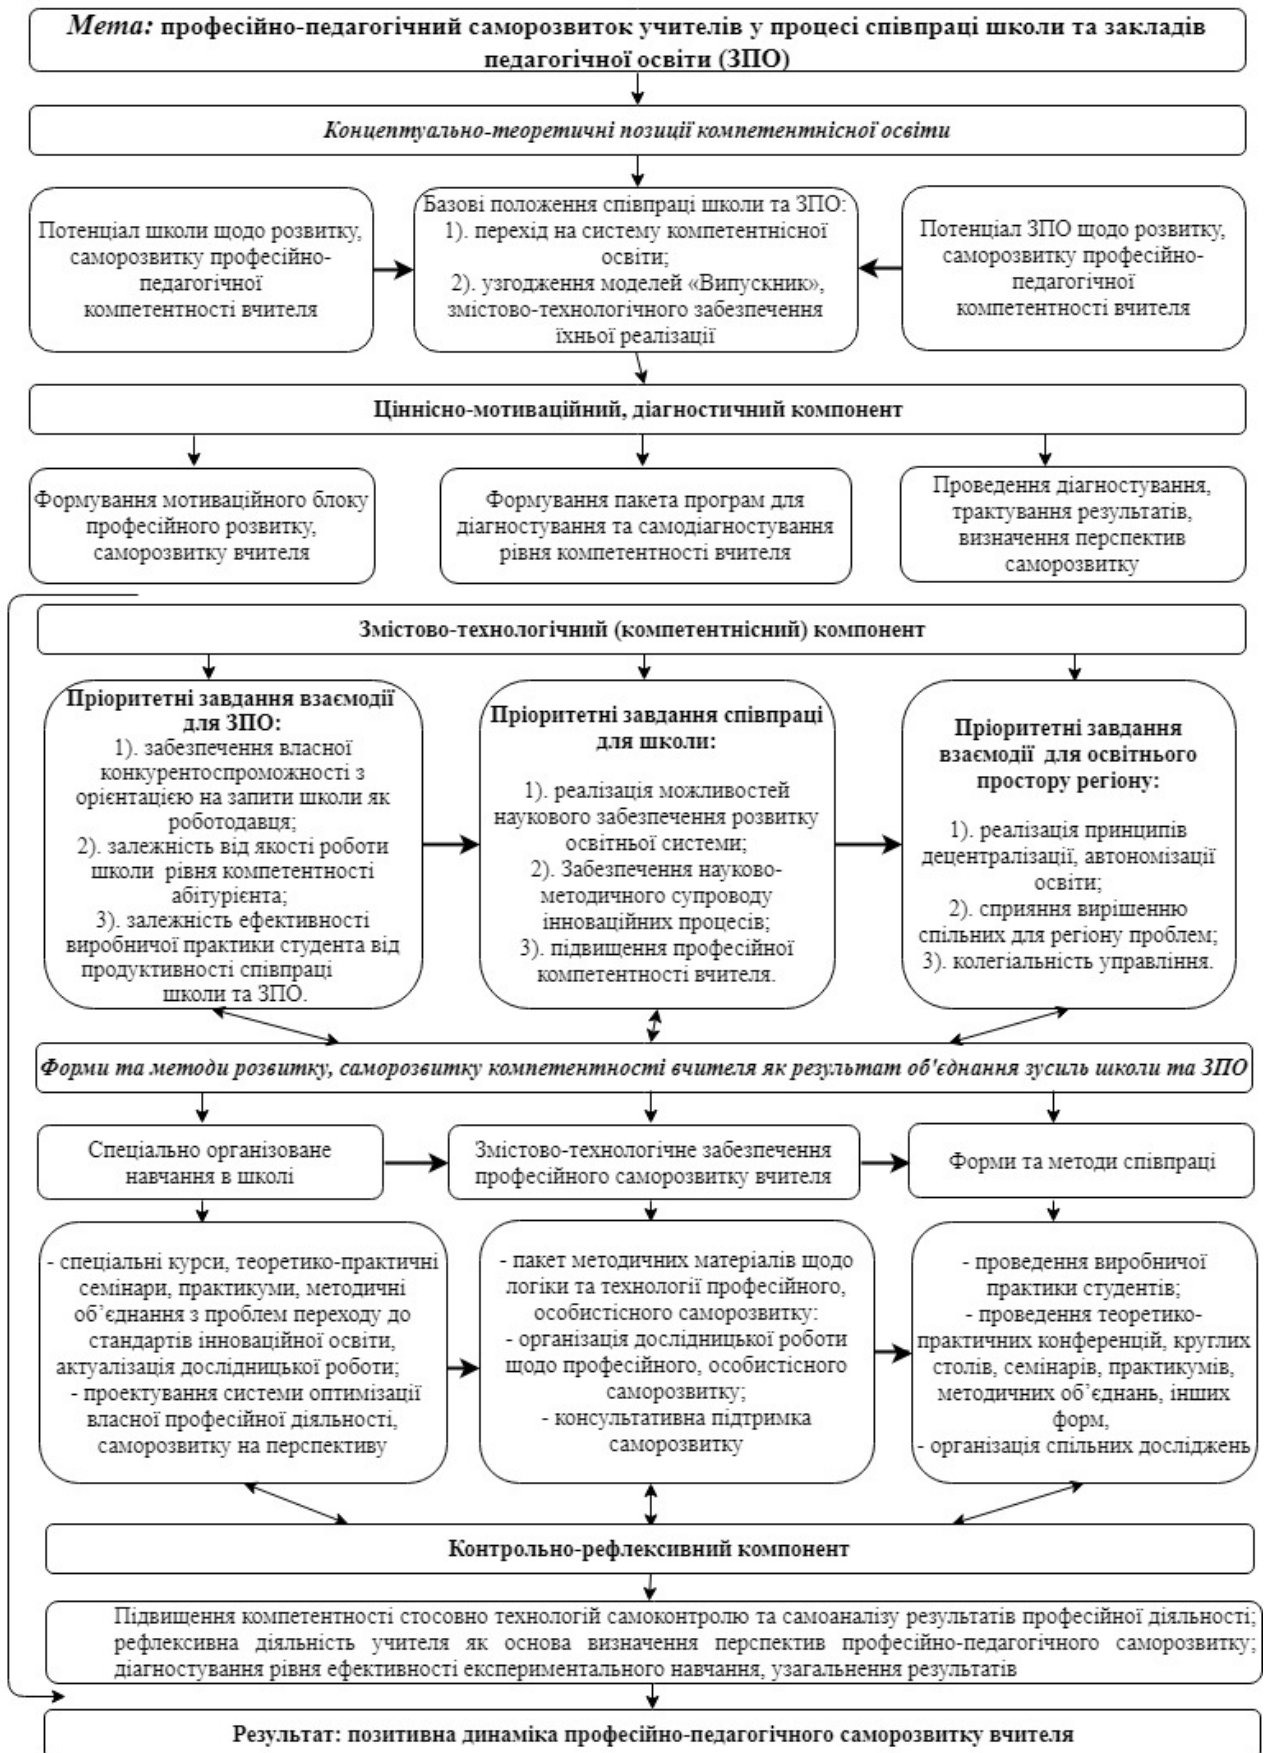 Мета: професійно-педагогічний саморозвиток учителів у процесі співпраці школи та закладів
педагогічної освіти (ЗПО)
Концептуально-теоретичні позиції компетентнісної освіти
Потенціал школи щодо розвитку,
саморозвитку професійно-
педагогічної
компетентності вчителя
Базові положення співпраці школи та ЗПО:
1). перехід на систему компетентнісної
освіти;
2). узгодження моделей «Випускник»,
змістово-технологічного забезпечення
їхньої реалізації
Потенціал ЗПО щодо розвитку,
саморозвитку професійно-
педагогічної
компетентності вчителя
Ціннісно-мотиваційний, діагностичний компонент
Формування мотиваційного блоку
професійного розвитку,
саморозвитку вчителя
Формування пакета програм для
діагностування та самодіагностування
рівня компетентності вчителя
Проведення діагностування,
трактування результатів,
визначення перспектив
саморозвитку
Змістово-технологічний (компетентнісний) компонент
Пріоритетні завдання взаємодії
для ЗПО:
1). забезпечення власної
конкурентоспроможності з
орієнтацією на запити школи як
роботодавця;
2). залежність від якості роботи
школи рівня компетентності
абітурієнта;
3). залежність ефективності
виробничої практики студента від
продуктивності співпраці
школи та ЗПО.
Пріоритетні завдання співпраці
для школи:
1). реалізація можливостей
наукового забезпечення розвитку
освітньої системи;
2). Забезпечення науково-
методичного супроводу
інноваційних процесів;
3). підвищення професійної
компетентності вчителя.
Пріоритетні завдання
взаємодії для освітнього
простору регіону:
1). реалізація принципів
децентралізації, автономізації
освіти;
2). сприяння вирішенню
спільних для регіону проблем;
3). колегіальність управління.
Форми та методи розвитку, саморозвитку компетентності вчителя як результат об'єднання зусиль школи та ЗПО
Спеціально організоване
навчання в школі
Змістово-технологічне забезпечення
професійного саморозвитку вчителя
Форми та методи співпраці
- спеціальні курси, теоретико-практичні
семінари, практикуми, методичні
об’єднання з проблем переходу до
стандартів інноваційної освіти,
актуалізація дослідницької роботи;
- проектування системи оптимізації
власної професійної діяльності,
саморозвитку на перспективу
- пакет методичних матеріалів щодо
логіки та технології професійного,
особистісного саморозвитку:
- організація дослідницької роботи
щодо професійного, особистісного
саморозвитку;
- консультативна підтримка
саморозвитку
- проведення виробничої
практики студентів;
- проведення теоретико-
практичних конференцій, круглих
столів, семінарів, практикумів,
методичних об’єднань, інших
форм,
- організація спільних досліджень
Контрольно-рефлексивний компонент
Підвищення компетентності стосовно технологій самоконтролю та самоаналізу результатів професійної діяльності;
рефлексивна діяльність учителя як основа визначення перспектив професійно-педагогічного саморозвитку;
діагностування рівня ефективності експериментального навчання, узагальнення результатів
Результат: позитивна динаміка професійно-педагогічного саморозвитку вчителя